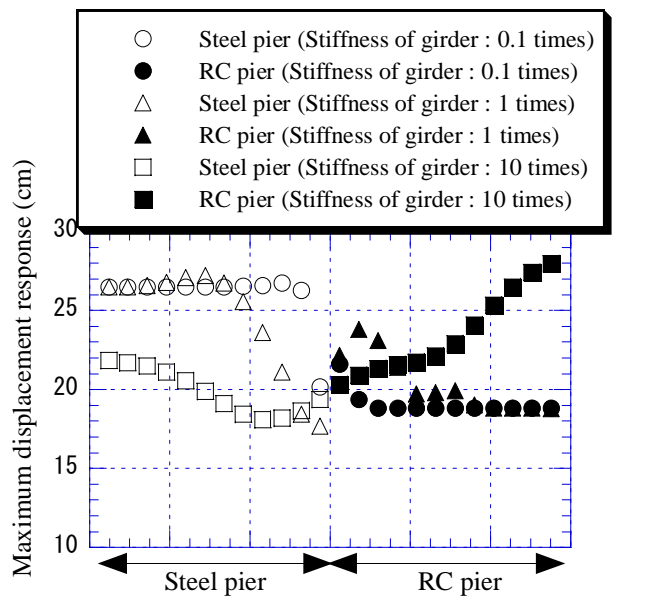 Steel pier (Stiffness of girder : 0.1 times)
RC pier (Stiffness of girder : 0.1 times)
Steel pier (Stiffness of girder : 1 times)
RC pier (Stiffness of girder : 1 times)
Steel pier (Stiffness of girder : 10 times)
RC pier (Stiffness of girder : 10 times)
Maximum displacement response (cm)
30
25
20
15
10
Steel pier
RC pier